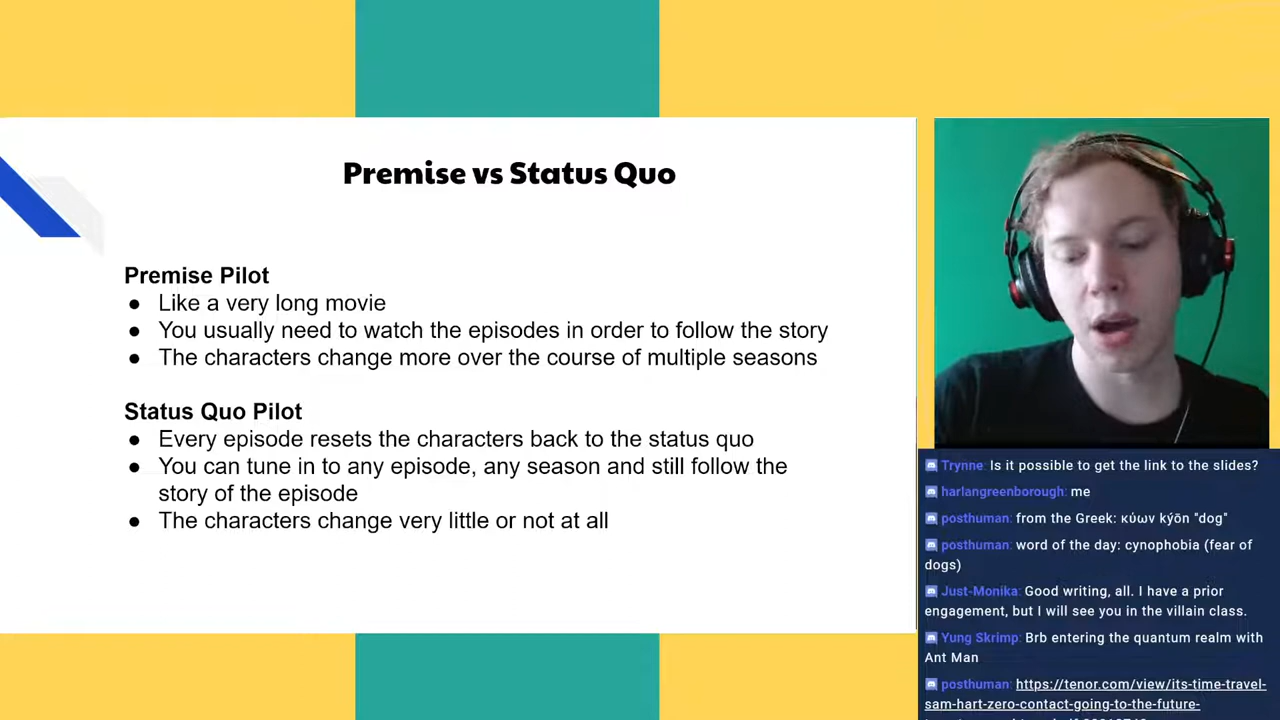 Premise vs Status Quo
Premise Pilot
● Like a very long movie
● You usually need to watch the episodes in order to follow the story
● The characters change more over the course of multiple seasons
Status Quo Pilot
● Every episode resets the characters back to the status quo
● You can tune in to any episode, any season and still follow the
story of the episode
● The characters change very little or not at all
Trynne: Is it possible to get the link to the slides?
harlangreenborough: me
posthuman: from the Greek: κύων kýōn "dog"
posthuman: word of the day: cynophobia (fear of
dogs)
Just-Monika: Good writing, all. I have a prior
engagement, but I will see you in the villain class.
Yung Skrimp: Brb entering the quantum realm with
Ant Man
posthuman: https://tenor.com/view/its-time-travel-
sam-hart-zero-contact-going-to-the-future-